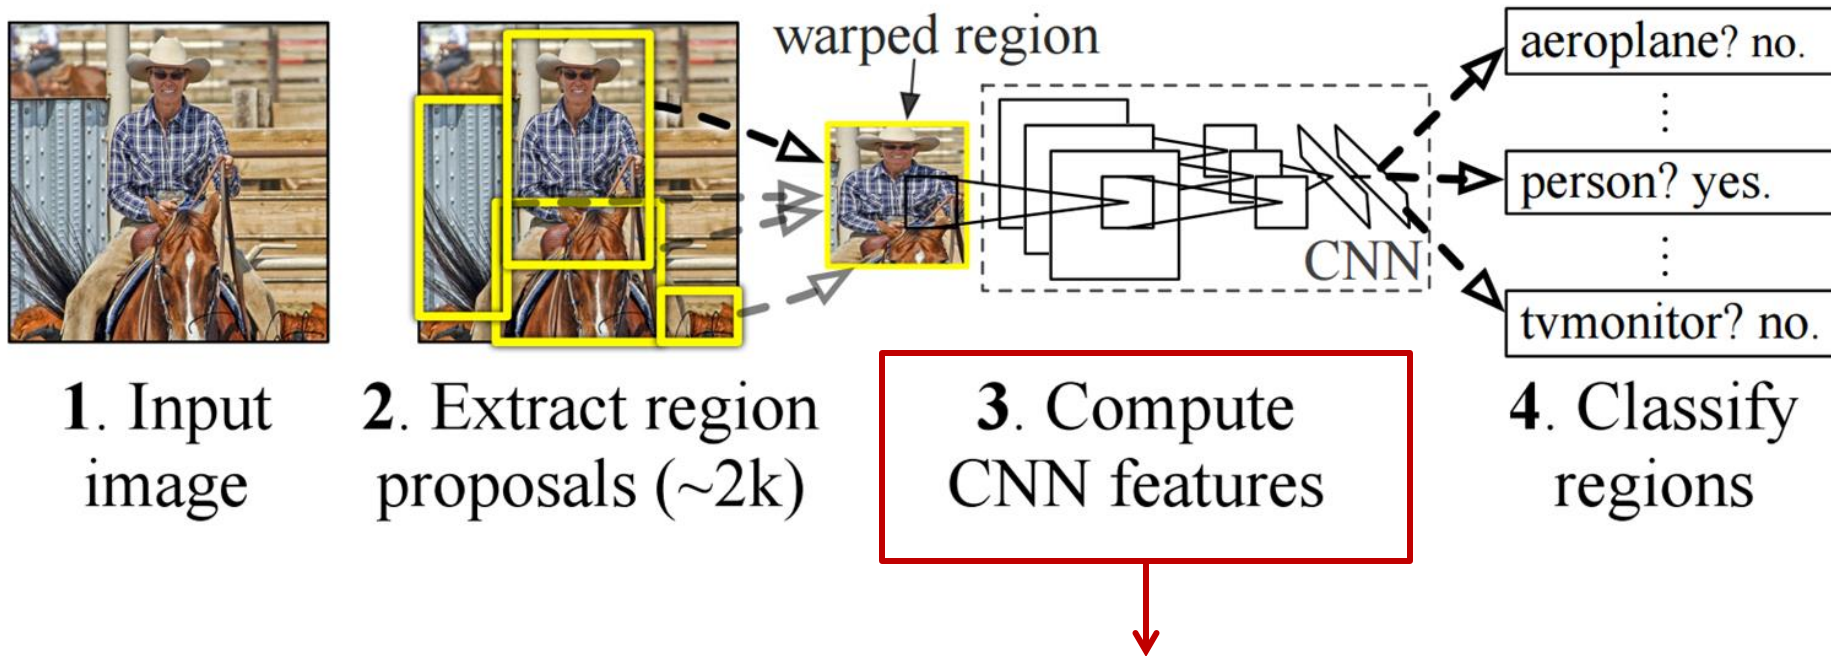 warped region
aeroplane? no.
person? yes.
CNN
tvmonitor? no.
1. Input
image
2. Extract region
proposals (~2k)
3. Compute
CNN features
4. Classify
regions